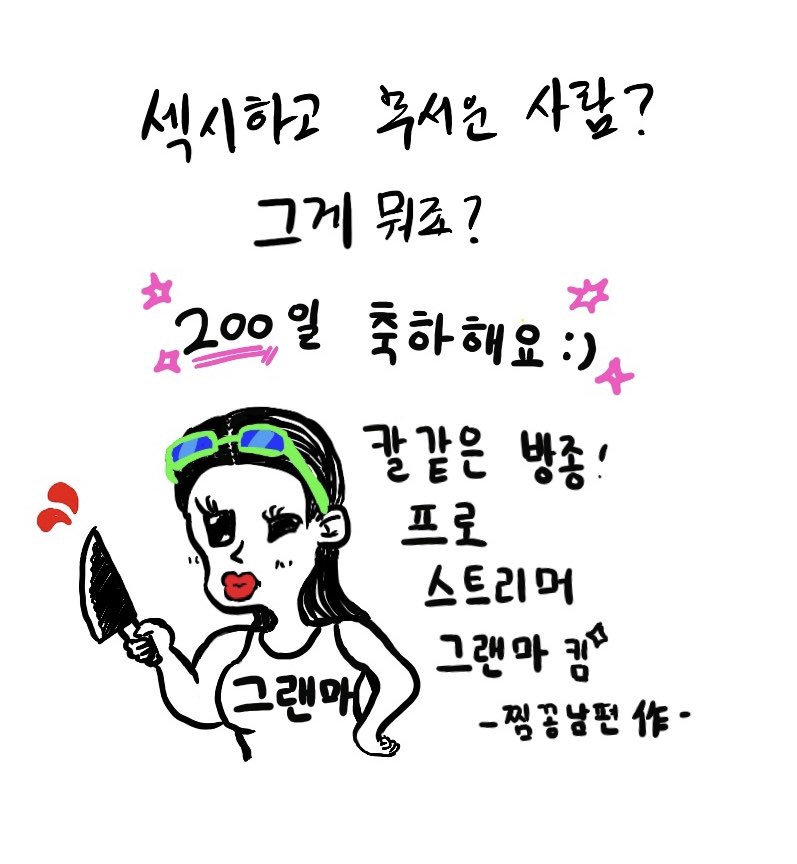 섹시하고 무서운 사람?
그게 뭐죠?
200일 축하해요 :)
칼같은 방종!
프로
스트리머
그랜마 킴
그랜마
-찜꽁남편 作-